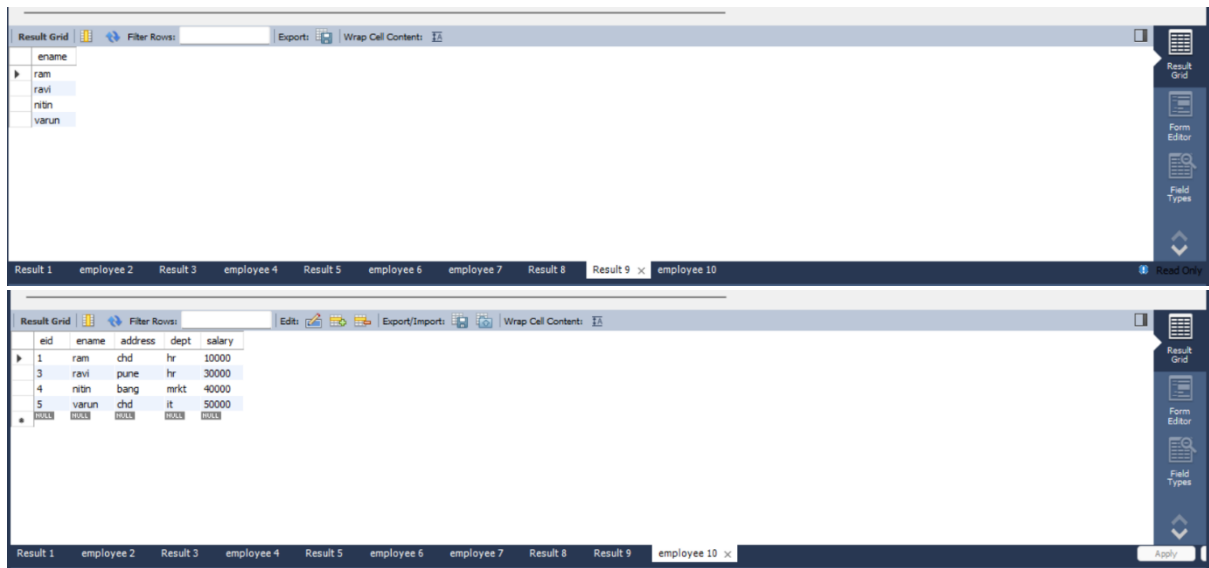 Result Grid Filter Rows: Export: Wrap Cell Content: IA
ename
ram
ravi
nitin
varun
Result Grid
Form Editor
Field Types
Result 1 employee 2 Result 3 employee 4 Result 5 employee 6 employee 7 Result 8 Result 9 × employee 10 Read Only
Result Grid Filter Rows: Edit: Export/Import: Wrap Cell Content: IA
eid ename address dept salary
1 ram chd hr 10000
3 ravi pune hr 30000
4 nitin bang mrkt 40000
5 varun chd it 50000
NULL NULL NULL NULL NULL
Result Grid
Form Editor
Field Types
Result 1 employee 2 Result 3 employee 4 Result 5 employee 6 employee 7 Result 8 Result 9 employee 10 × Apply